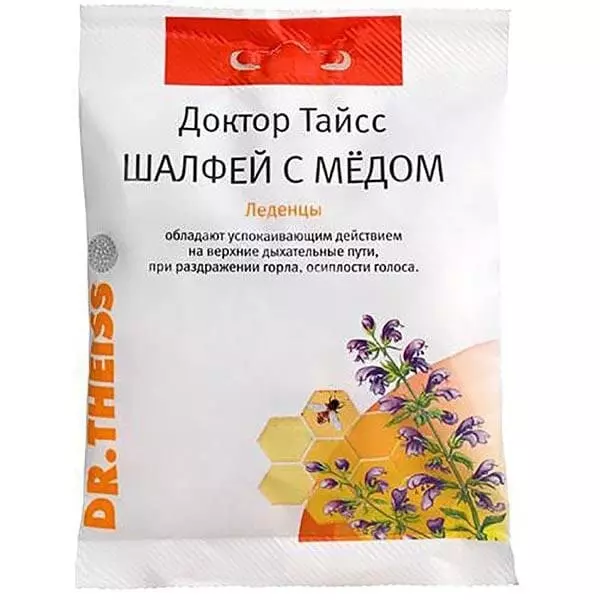 Доктор Тайсс
ШАЛФЕЙ С МЁДОМ
Леденцы
обладают успокаивающим действием
на верхние дыхательные пути,
при раздражении горла, осиплости голоса.
DR.THEISS